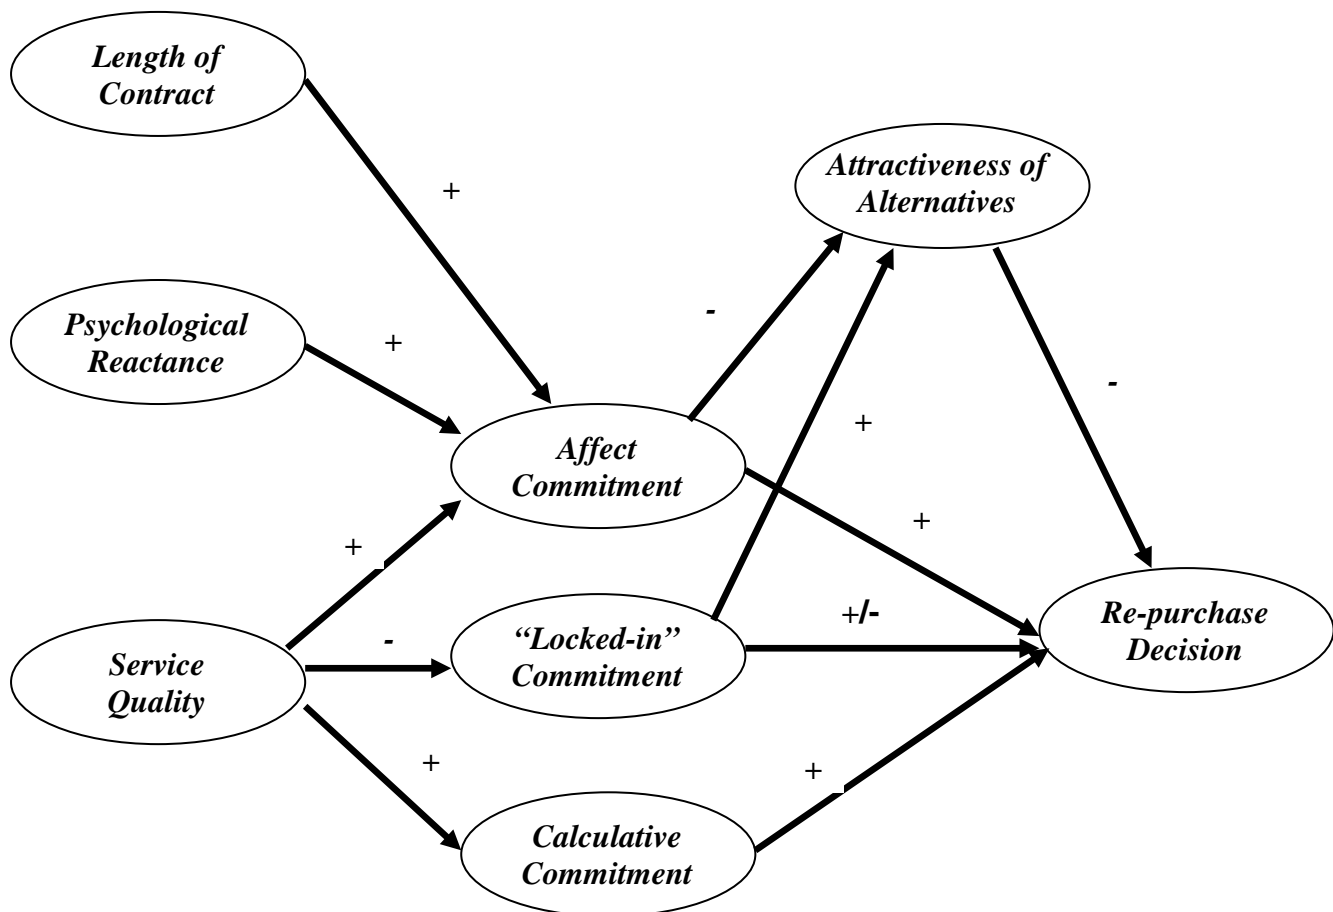 Length of
Contract
+
Attractiveness of
Alternatives
Psychological
Reactance
+
-
-
+
Affect
Commitment
+
+
Service
Quality
-
“Locked-in”
Commitment
+/-
Re-purchase
Decision
+
+
Calculative
Commitment